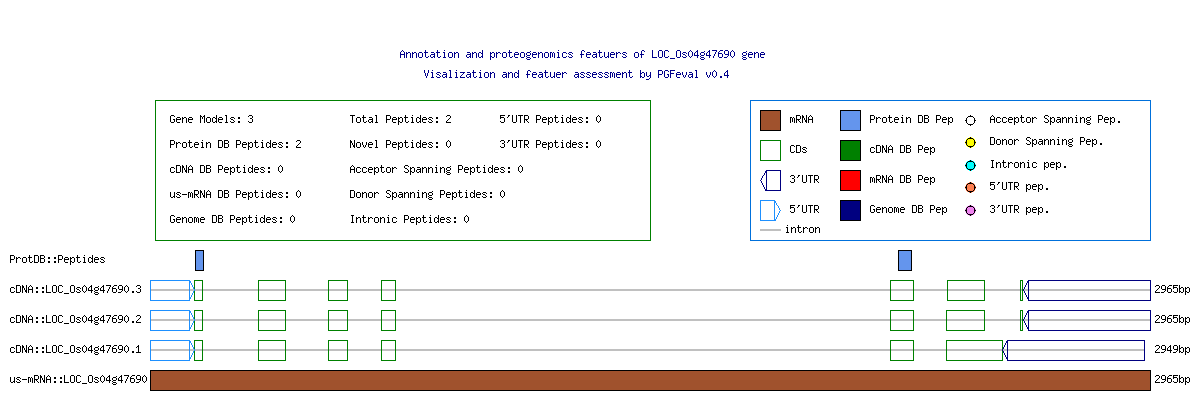 Annotation and proteogenomics featuers of LOC_Os04g47690 gene
Visalization and featuer assessment by PGFeval v0.4
Gene Models: 3 Total Peptides: 2 5'UTR Peptides: 0
Protein DB Peptides: 2 Novel Peptides: 0 3'UTR Peptides: 0
cDNA DB Peptides: 0 Acceptor Spanning Peptides: 0
us-mRNA DB Peptides: 0 Donor Spanning Peptides: 0
Genome DB Peptides: 0 Intronic Peptides: 0
mRNA Protein DB Pep Acceptor Spanning Pep.
CDs cDNA DB Pep Donor Spanning Pep.
3'UTR mRNA DB Pep Intronic pep.
5'UTR Genome DB Pep 5'UTR pep.
intron 3'UTR pep.
ProtDB::Peptides
cDNA::LOC_Os04g47690.3 2965bp
cDNA::LOC_Os04g47690.2 2965bp
cDNA::LOC_Os04g47690.1 2949bp
us-mRNA::LOC_Os04g47690 2965bp